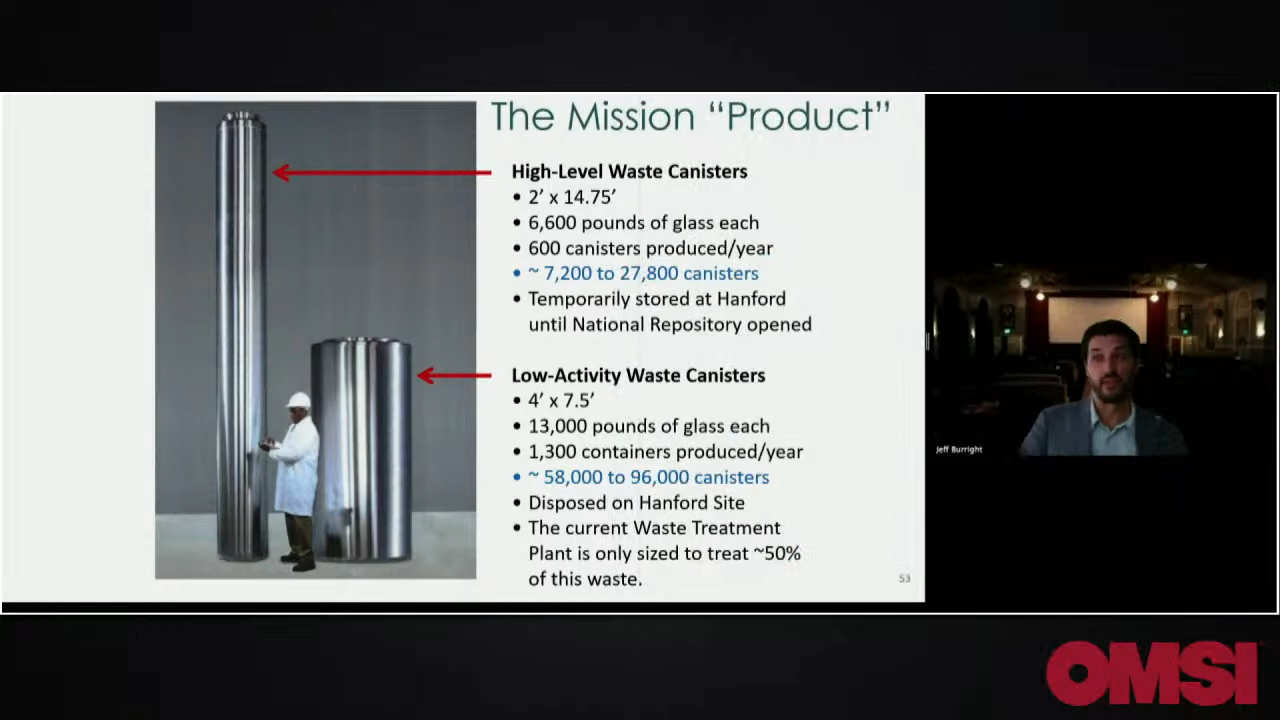 The Mission “Product”
High-Level Waste Canisters
• 2’ x 14.75’
• 6,600 pounds of glass each
• 600 canisters produced/year
• ~ 7,200 to 27,800 canisters
• Temporarily stored at Hanford
until National Repository opened
Low-Activity Waste Canisters
• 4’ x 7.5’
• 13,000 pounds of glass each
• 1,300 containers produced/year
• ~ 58,000 to 96,000 canisters
• Disposed on Hanford Site
• The current Waste Treatment
Plant is only sized to treat ~50%
of this waste.
53
Jeff Burright
OMSI